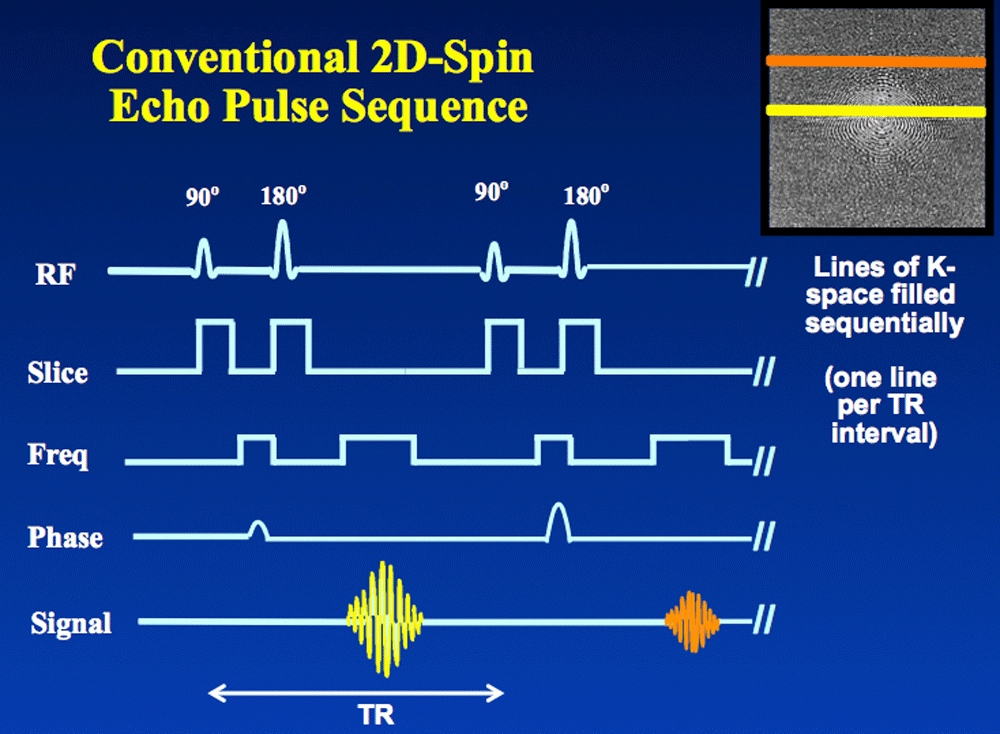 Conventional 2D-Spin
Echo Pulse Sequence
90° 180° 90° 180°
RF
Lines of K-
space filled
sequentially
Slice
(one line
per TR
interval)
Freq
Phase
Signal
TR